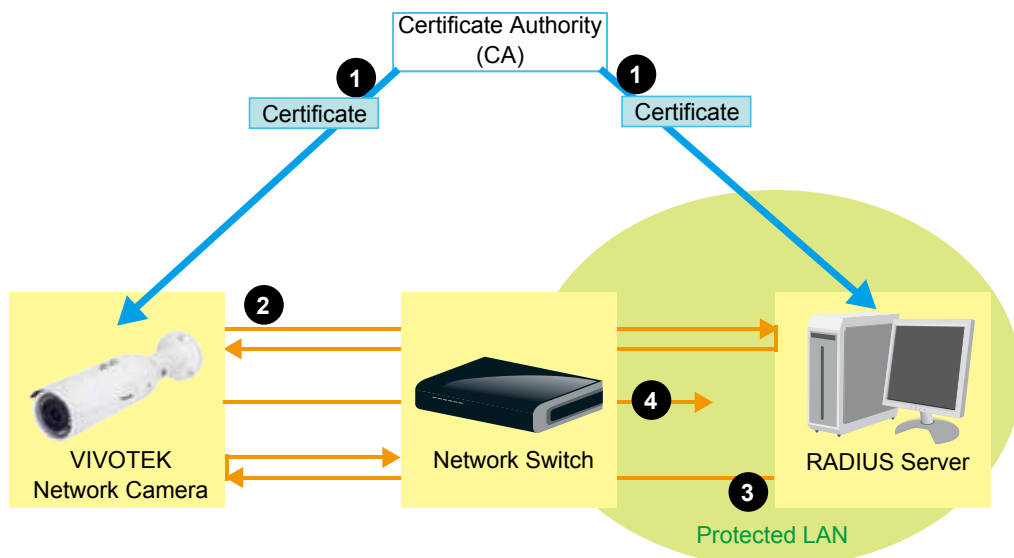 Certificate Authority
(CA)
1
1
Certificate
Certificate
2
4
VIVOTEK
Network Camera
Network Switch
RADIUS Server
3
Protected LAN